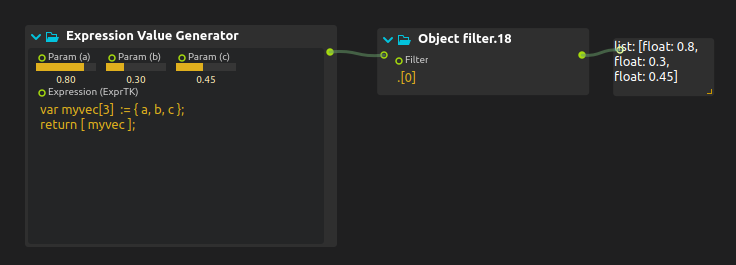 Expression Value Generator
Param (a) Param (b) Param (c)
0.80 0.30 0.45
Expression (ExprTK)
var myvec[3] := { a, b, c };
return [ myvec ];
Object filter.18
Filter
.[0]
list: [float: 0.8,
float: 0.3,
float: 0.45]